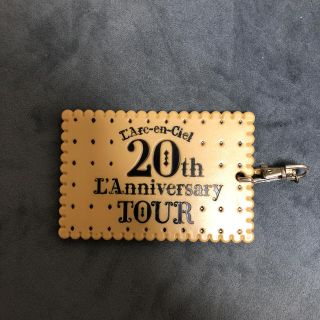 L'Arc-en-Ciel
20th
L'Anniversary
TOUR